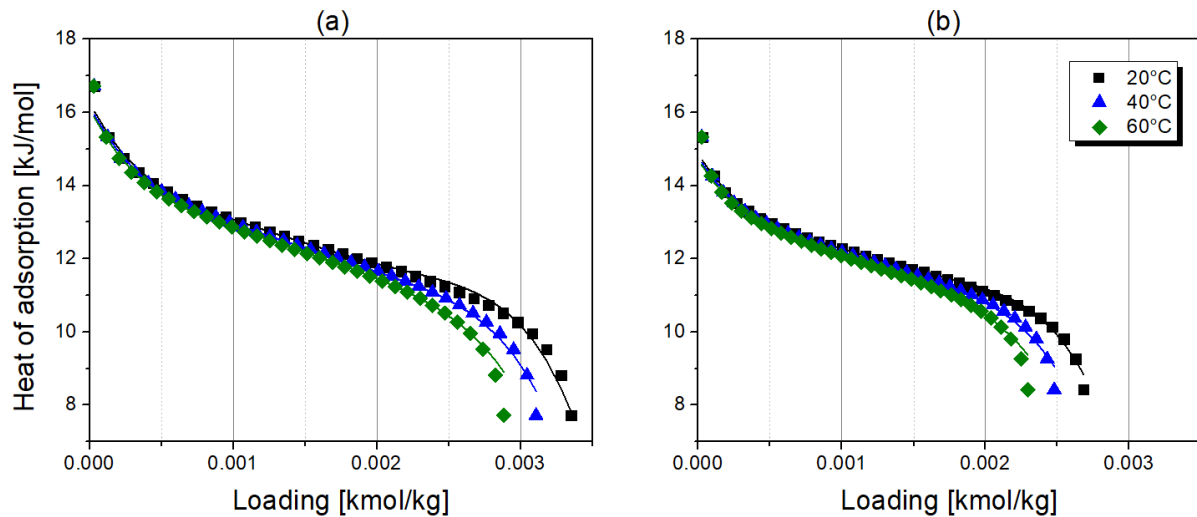 (a)
(b)
Heat of adsorption [kJ/mol]
18
16
14
12
10
8
0.000
0.001
0.002
0.003
Loading [kmol/kg]
18
16
14
12
10
8
0.000
0.001
0.002
0.003
Loading [kmol/kg]
20°C
40°C
60°C